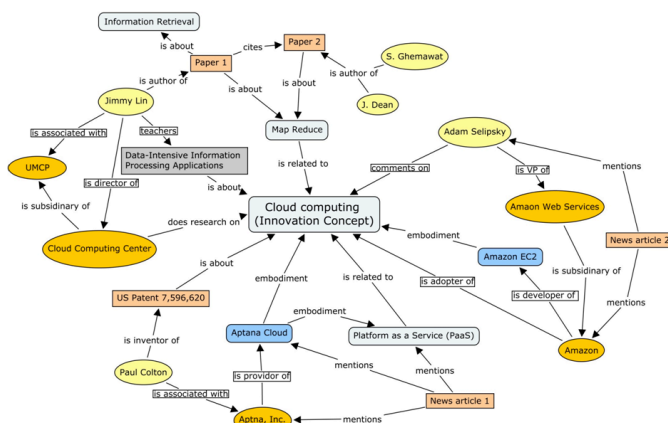 Information Retrieval
is about
cites
Paper 2
Paper 1
S. Ghemawat
is author of
is about
is about
is author of
J. Dean
Jimmy Lin
Map Reduce
Adam Selipsky
is associated with
teachers
UMCP
Data-Intensive Information
Processing Applications
is related to
comments on
is VP of
mentions
is director of
is about
is subsidinary of
Cloud computing
(Innovation Concept)
Amaon Web Services
does research on
embodiment
News article 2
Cloud Computing Center
Amazon EC2
is about
is related to
is subsidinary of
embodiment
is adopter of
is developer of
US Patent 7,596,620
mentions
embodiment
Aptana Cloud
Platform as a Service (PaaS)
is inventor of
Amazon
Paul Colton
is providor of
mentions
mentions
is associated with
News article 1
Aptna, Inc.
mentions